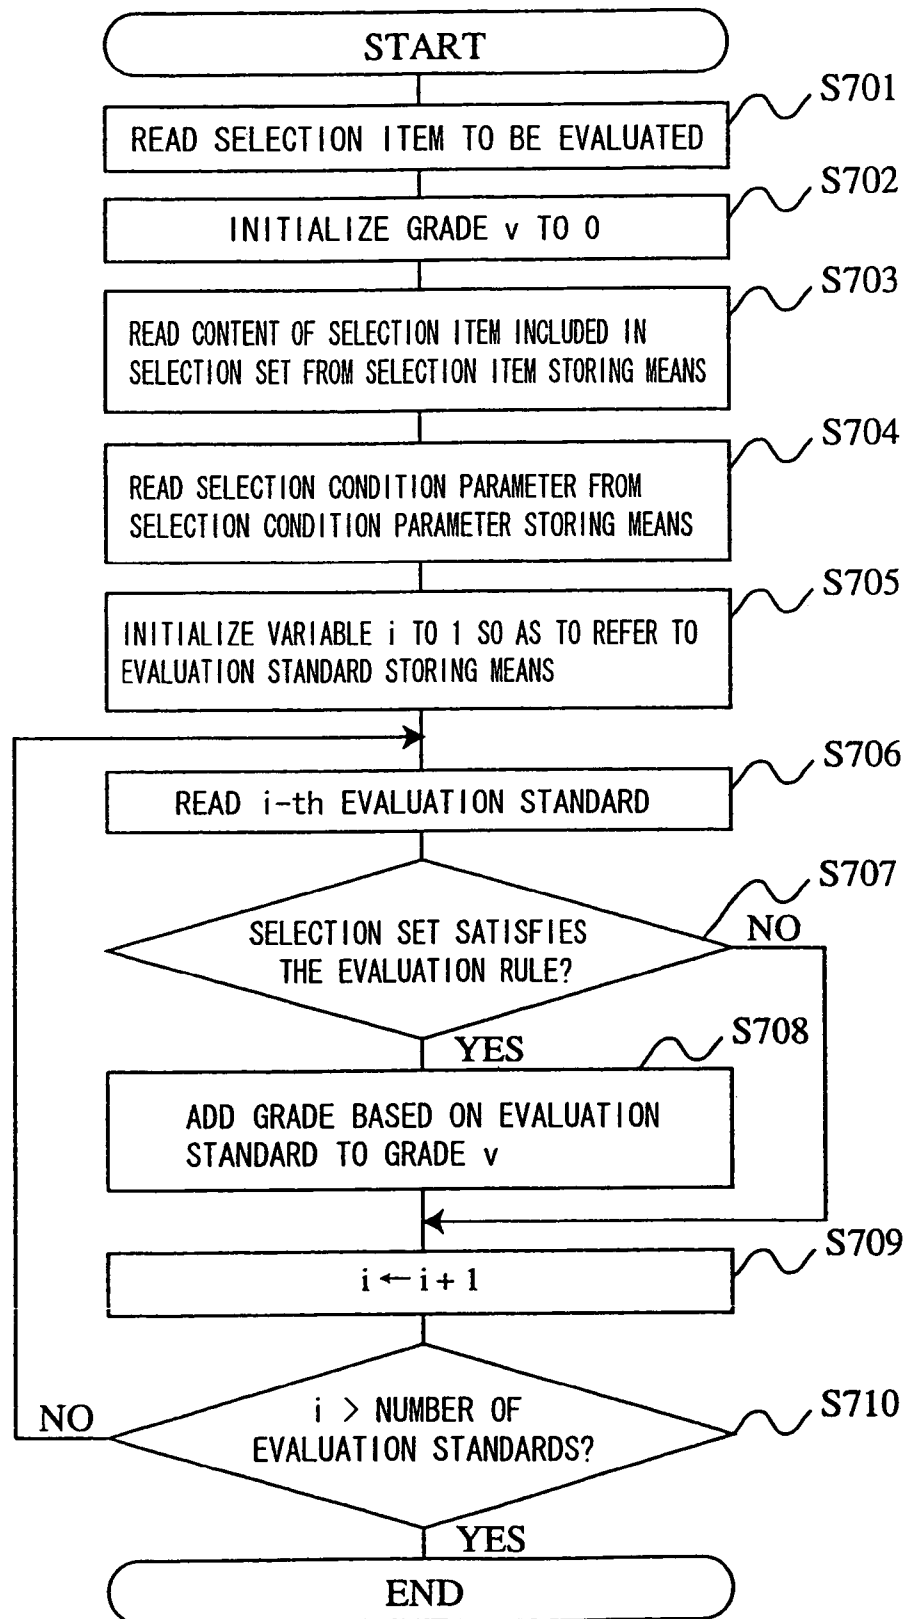 START
S701
READ SELECTION ITEM TO BE EVALUATED
S702
INITIALIZE GRADE v TO 0
S703
READ CONTENT OF SELECTION ITEM INCLUDED IN
SELECTION SET FROM SELECTION ITEM STORING MEANS
S704
READ SELECTION CONDITION PARAMETER FROM
SELECTION CONDITION PARAMETER STORING MEANS
S705
INITIALIZE VARIABLE i TO 1 SO AS TO REFER TO
EVALUATION STANDARD STORING MEANS
S706
READ i-th EVALUATION STANDARD
S707
SELECTION SET SATISFIES
THE EVALUATION RULE?
NO
YES
S708
ADD GRADE BASED ON EVALUATION
STANDARD TO GRADE v
S709
i ← i + 1
S710
i > NUMBER OF
EVALUATION STANDARDS?
NO
YES
END